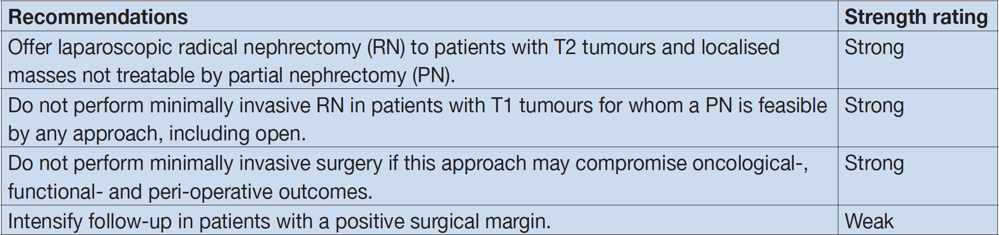 Recommendations Strength rating
Offer laparoscopic radical nephrectomy (RN) to patients with T2 tumours and localised Strong
masses not treatable by partial nephrectomy (PN).
Do not perform minimally invasive RN in patients with T1 tumours for whom a PN is feasible Strong
by any approach, including open.
Do not perform minimally invasive surgery if this approach may compromise oncological-, Strong
functional- and peri-operative outcomes.
Intensify follow-up in patients with a positive surgical margin. Weak